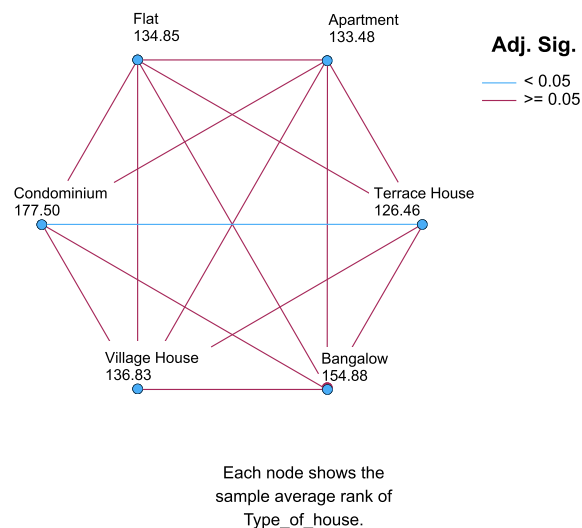 Flat
134.85
Apartment
133.48
Adj. Sig.
< 0.05
>= 0.05
Condominium
177.50
Terrace House
126.46
Village House
136.83
Bangalow
154.88
Each node shows the
sample average rank of
Type_of_house.